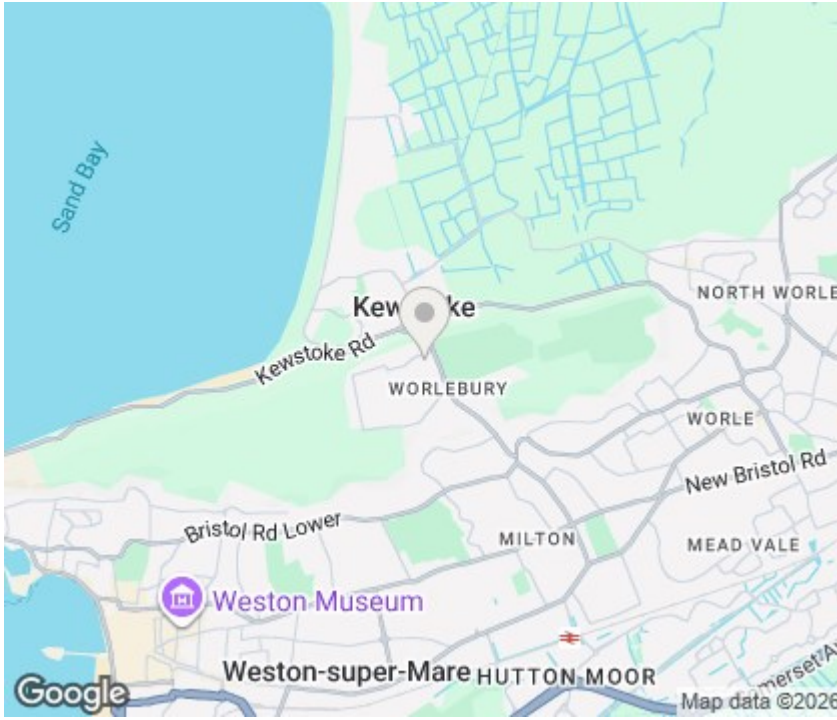 Sand Bay
NORTH WORLE
Kewstoke Rd
WORLEBURY
WORLE
New Bristol Rd
Bristol Rd Lower
MILTON
MEAD VALE
Weston Museum
Weston-super-Mare
HUTTON MOOR
Google
Map data ©2026